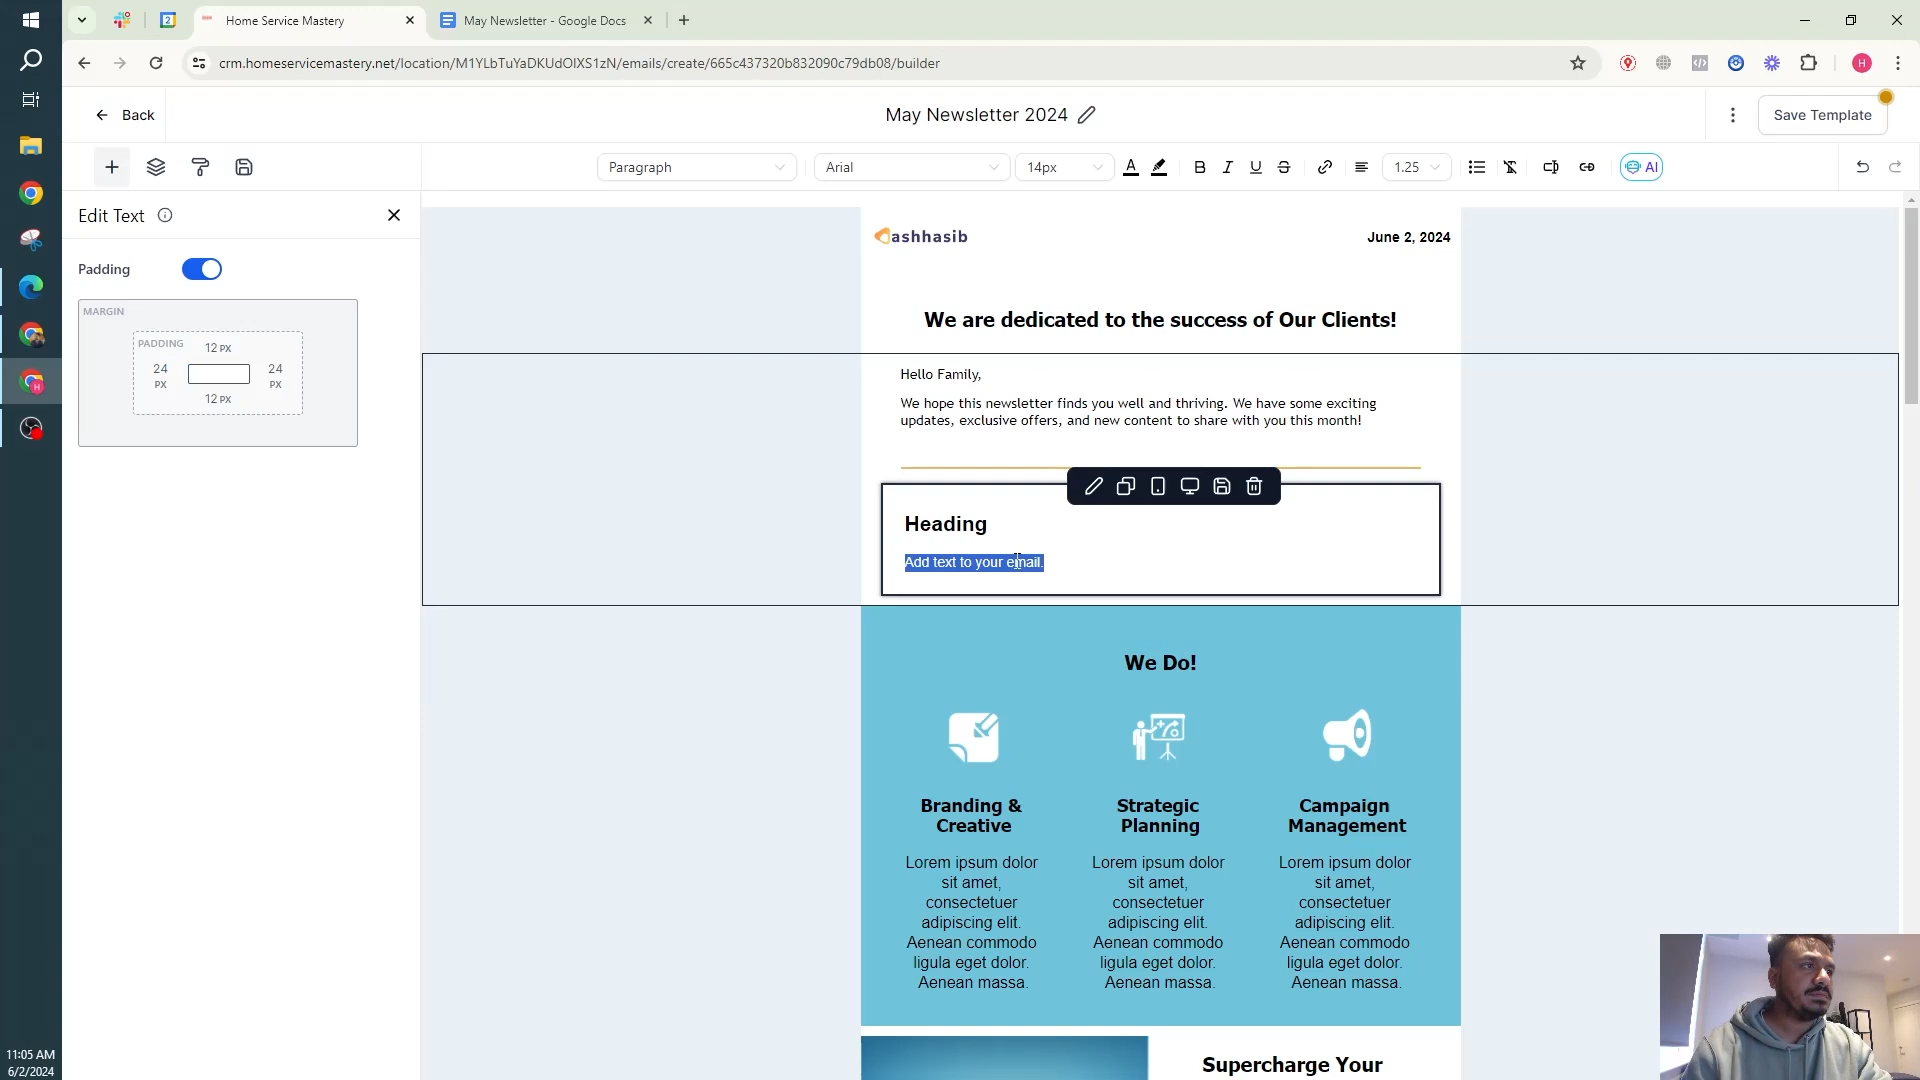 Home Service Mastery
May Newsletter - Google Docs
crm.homeservicemastery.net/location/M1YLbTuYaDKUdOIXS1zN/emails/create/665c437320b832090c79db08/builder
H
Back
May Newsletter 2024
Save Template
Paragraph
Arial
14px
A
B
I
U
S
1.25
AI
Edit Text
Padding
MARGIN
PADDING
12 PX
24 PX
24 PX
12 PX
ashhasib
June 2, 2024
We are dedicated to the success of Our Clients!
Hello Family,
We hope this newsletter finds you well and thriving. We have some exciting
updates, exclusive offers, and new content to share with you this month!
Heading
Add text to your email.
We Do!
Branding &
Creative
Lorem ipsum dolor
sit amet,
consectetuer
adipiscing elit.
Aenean commodo
ligula eget dolor.
Aenean massa.
Strategic
Planning
Lorem ipsum dolor
sit amet,
consectetuer
adipiscing elit.
Aenean commodo
ligula eget dolor.
Aenean massa.
Campaign
Management
Lorem ipsum dolor
sit amet,
consectetuer
adipiscing elit.
Aenean commodo
ligula eget dolor.
Aenean massa.
Supercharge Your
11:05 AM
6/2/2024